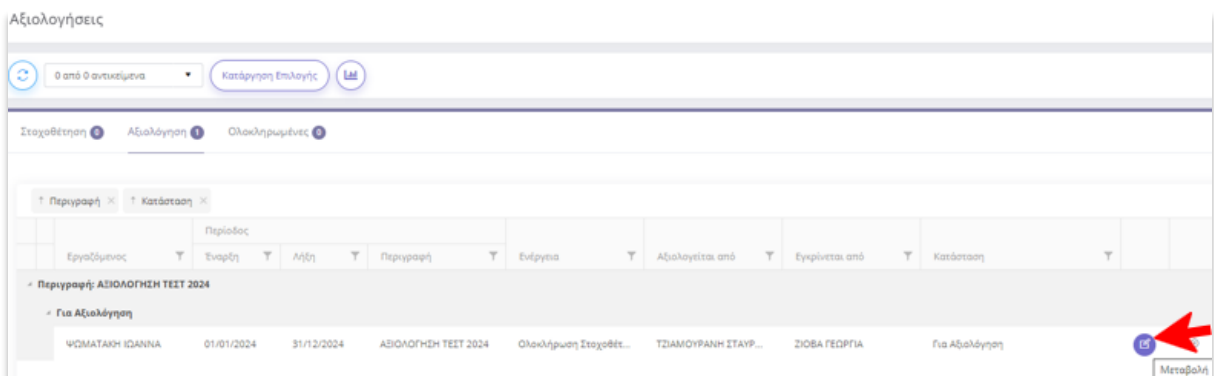 Αξιολογήσεις
0 από 0 αντικείμενα Κατάργηση Επιλογής
Στοχοθέτηση 0 Αξιολόγηση 1 Ολοκληρωμένες 0
↑ Περιγραφή × ↑ Κατάσταση ×
Περίοδος
Εργαζόμενος Έναρξη Λήξη Περιγραφή Ενέργεια Αξιολογείται από Εγκρίνεται από Κατάσταση
Περιγραφή: ΑΞΙΟΛΟΓΗΣΗ ΤΕΣΤ 2024
Για Αξιολόγηση
ΨΩΜΑΤΑΚΗ ΙΩΑΝΝΑ 01/01/2024 31/12/2024 ΑΞΙΟΛΟΓΗΣΗ ΤΕΣΤ 2024 Ολοκλήρωση Στοχοθέτ... ΤΖΙΑΜΟΥΡΑΝΗ ΣΤΑΥΡ... ΖΙΟΒΑ ΓΕΩΡΓΙΑ Για Αξιολόγηση
Μεταβολή